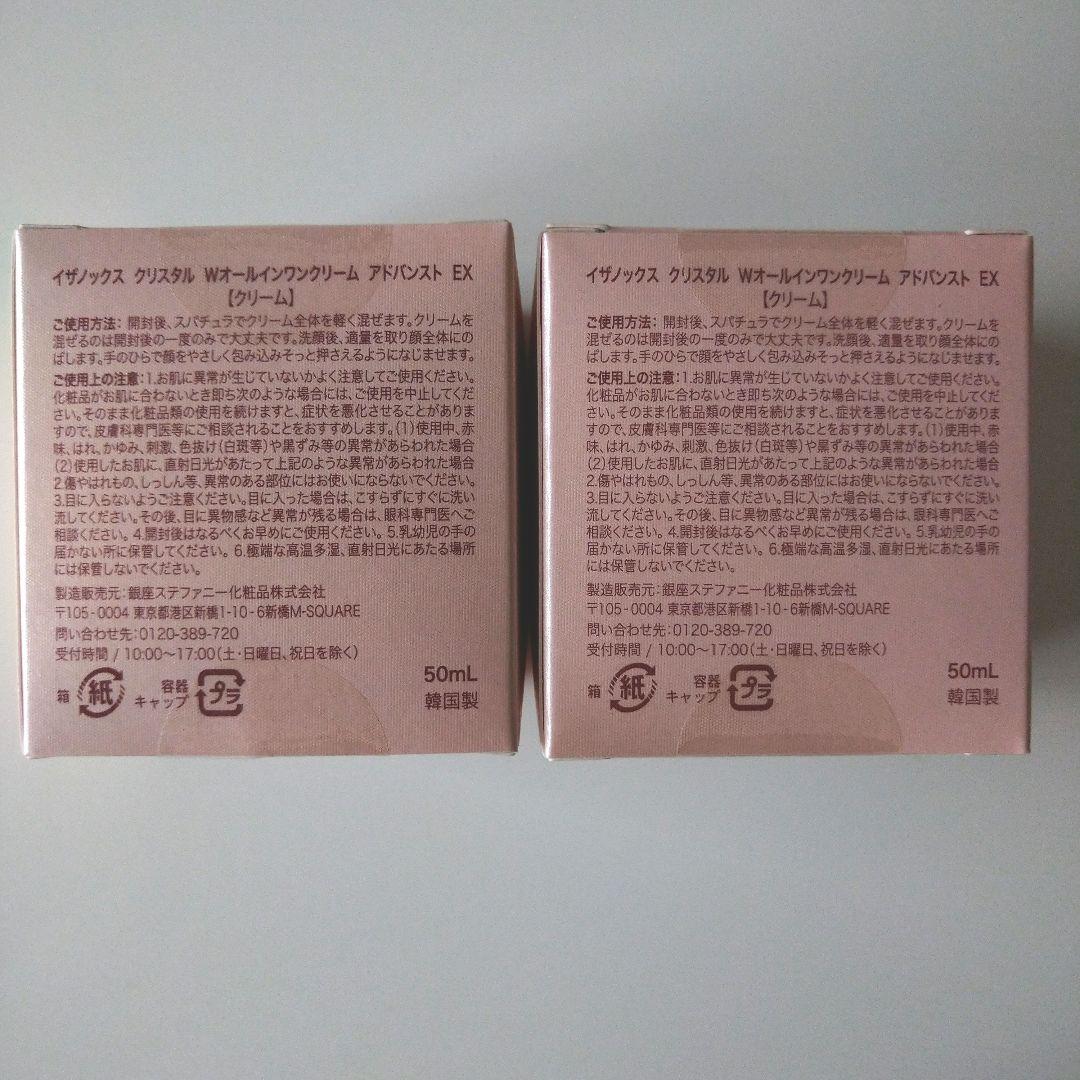 イザノックス クリスタル Wオールインワンクリーム アドバンスト EX
【クリーム】
ご使用方法: 開封後、スパチュラでクリーム全体を軽く混ぜます。クリームを
混ぜるのは開封後の一度のみで大丈夫です。洗顔後、適量を取り顔全体にの
ばします。手のひらで顔をやさしく包み込みそっと押さえるようになじませます。
ご使用上の注意:1.お肌に異常が生じていないかよく注意してご使用ください。
化粧品がお肌に合わないとき即ち次のような場合には、ご使用を中止してくだ
さい。そのまま化粧品類の使用を続けますと、症状を悪化させることがありま
すので、皮膚科専門医等にご相談されることをおすすめします。(1)使用中、赤
味、はれ、かゆみ、刺激、色抜け(白斑等)や黒ずみ等の異常があらわれた場合
(2)使用したお肌に、直射日光があたって上記のような異常があらわれた場合
2.傷やはれもの、しっしん等、異常のある部位にはお使いにならないでください。
3.目に入らないようご注意ください。目に入った場合は、こすらずにすぐに洗い
流してください。その後、目に異物感など異常が残る場合は、眼科専門医へご
相談ください。4.開封後はなるべくお早めにご使用ください。5.乳幼児の手の
届かない所に保管してください。6.極端な高温多湿、直射日光にあたる場所
には保管しないでください。
製造販売元:銀座ステファニー化粧品株式会社
〒105-0004 東京都港区新橋1-10-6新橋M-SQUARE
問い合わせ先:0120-389-720
受付時間 / 10:00〜17:00(土・日曜日、祝日を除く)
箱 紙 容器 キャップ プラ
50mL
韓国製
イザノックス クリスタル Wオールインワンクリーム アドバンスト EX
【クリーム】
ご使用方法: 開封後、スパチュラでクリーム全体を軽く混ぜます。クリームを
混ぜるのは開封後の一度のみで大丈夫です。洗顔後、適量を取り顔全体にの
ばします。手のひらで顔をやさしく包み込みそっと押さえるようになじませます。
ご使用上の注意:1.お肌に異常が生じていないかよく注意してご使用ください。
化粧品がお肌に合わないとき即ち次のような場合には、ご使用を中止してくだ
さい。そのまま化粧品類の使用を続けますと、症状を悪化させることがありま
すので、皮膚科専門医等にご相談されることをおすすめします。(1)使用中、赤
味、はれ、かゆみ、刺激、色抜け(白斑等)や黒ずみ等の異常があらわれた場合
(2)使用したお肌に、直射日光があたって上記のような異常があらわれた場合
2.傷やはれもの、しっしん等、異常のある部位にはお使いにならないでください。
3.目に入らないようご注意ください。目に入った場合は、こすらずにすぐに洗い
流してください。その後、目に異物感など異常が残る場合は、眼科専門医へご
相談ください。4.開封後はなるべくお早めにご使用ください。5.乳幼児の手の
届かない所に保管してください。6.極端な高温多湿、直射日光にあたる場所
には保管しないでください。
製造販売元:銀座ステファニー化粧品株式会社
〒105-0004 東京都港区新橋1-10-6新橋M-SQUARE
問い合わせ先:0120-389-720
受付時間 / 10:00〜17:00(土・日曜日、祝日を除く)
箱 紙 容器 キャップ プラ
50mL
韓国製